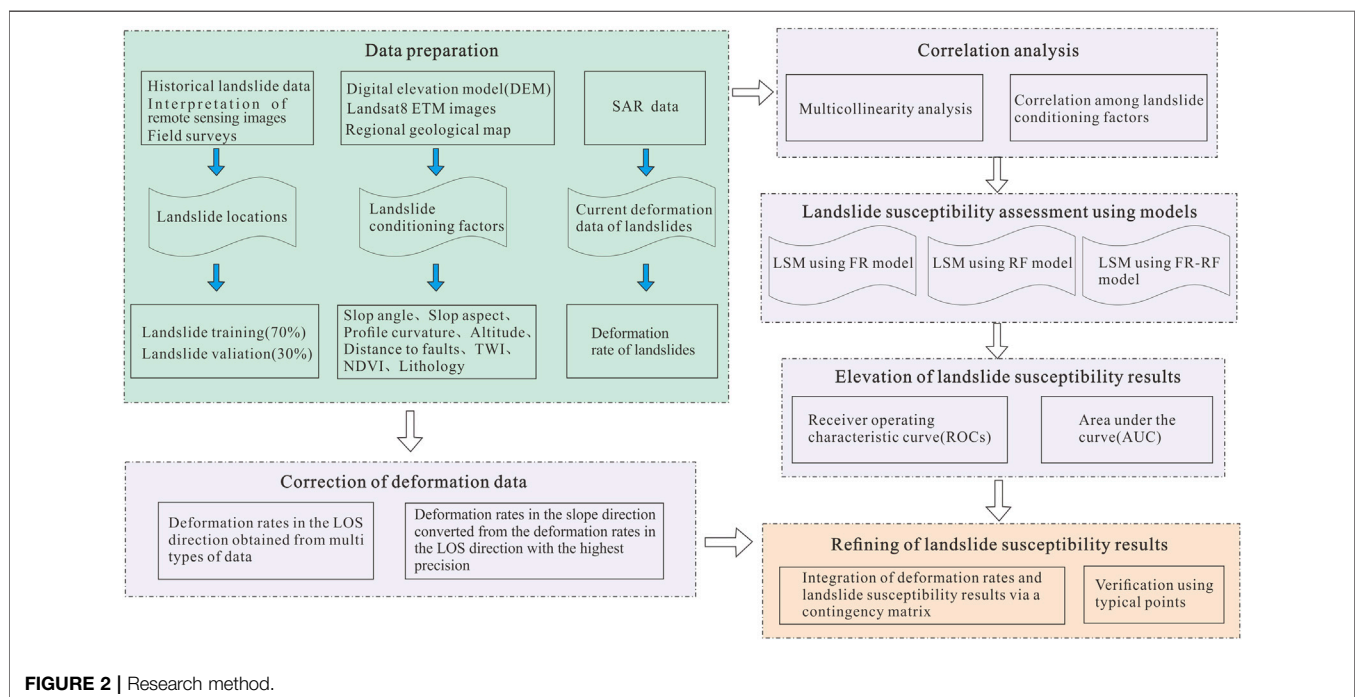 Data preparation
Historical landslide data
Interpretation of
remote sensing images
Field surveys
Digital elevation model(DEM)
Landsat8 ETM images
Regional geological map
SAR data
Landslide locations
Landslide
conditioning factors
Current deformation
data of landslides
Landslide training(70%)
Landslide valiation(30%)
Slop angle、Slop aspect、
Profile curvature、Altitude、
Distance to faults、TWI、
NDVI、Lithology
Deformation
rate of landslides
Correlation analysis
Multicollinearity analysis
Correlation among landslide
conditioning factors
Landslide susceptibility assessment using models
LSM using FR model
LSM using RF model
LSM using FR-RF
model
Elevation of landslide susceptibility results
Receiver operating
characteristic curve(ROCs)
Area under the
curve(AUC)
Correction of deformation data
Deformation rates in the LOS
direction obtained from multi
types of data
Deformation rates in the slope direction
converted from the deformation rates in
the LOS direction with the highest
precision
Refining of landslide susceptibility results
Integration of deformation rates and
landslide susceptibility results via a
contingency matrix
Verification using
typical points
FIGURE 2 | Research method.